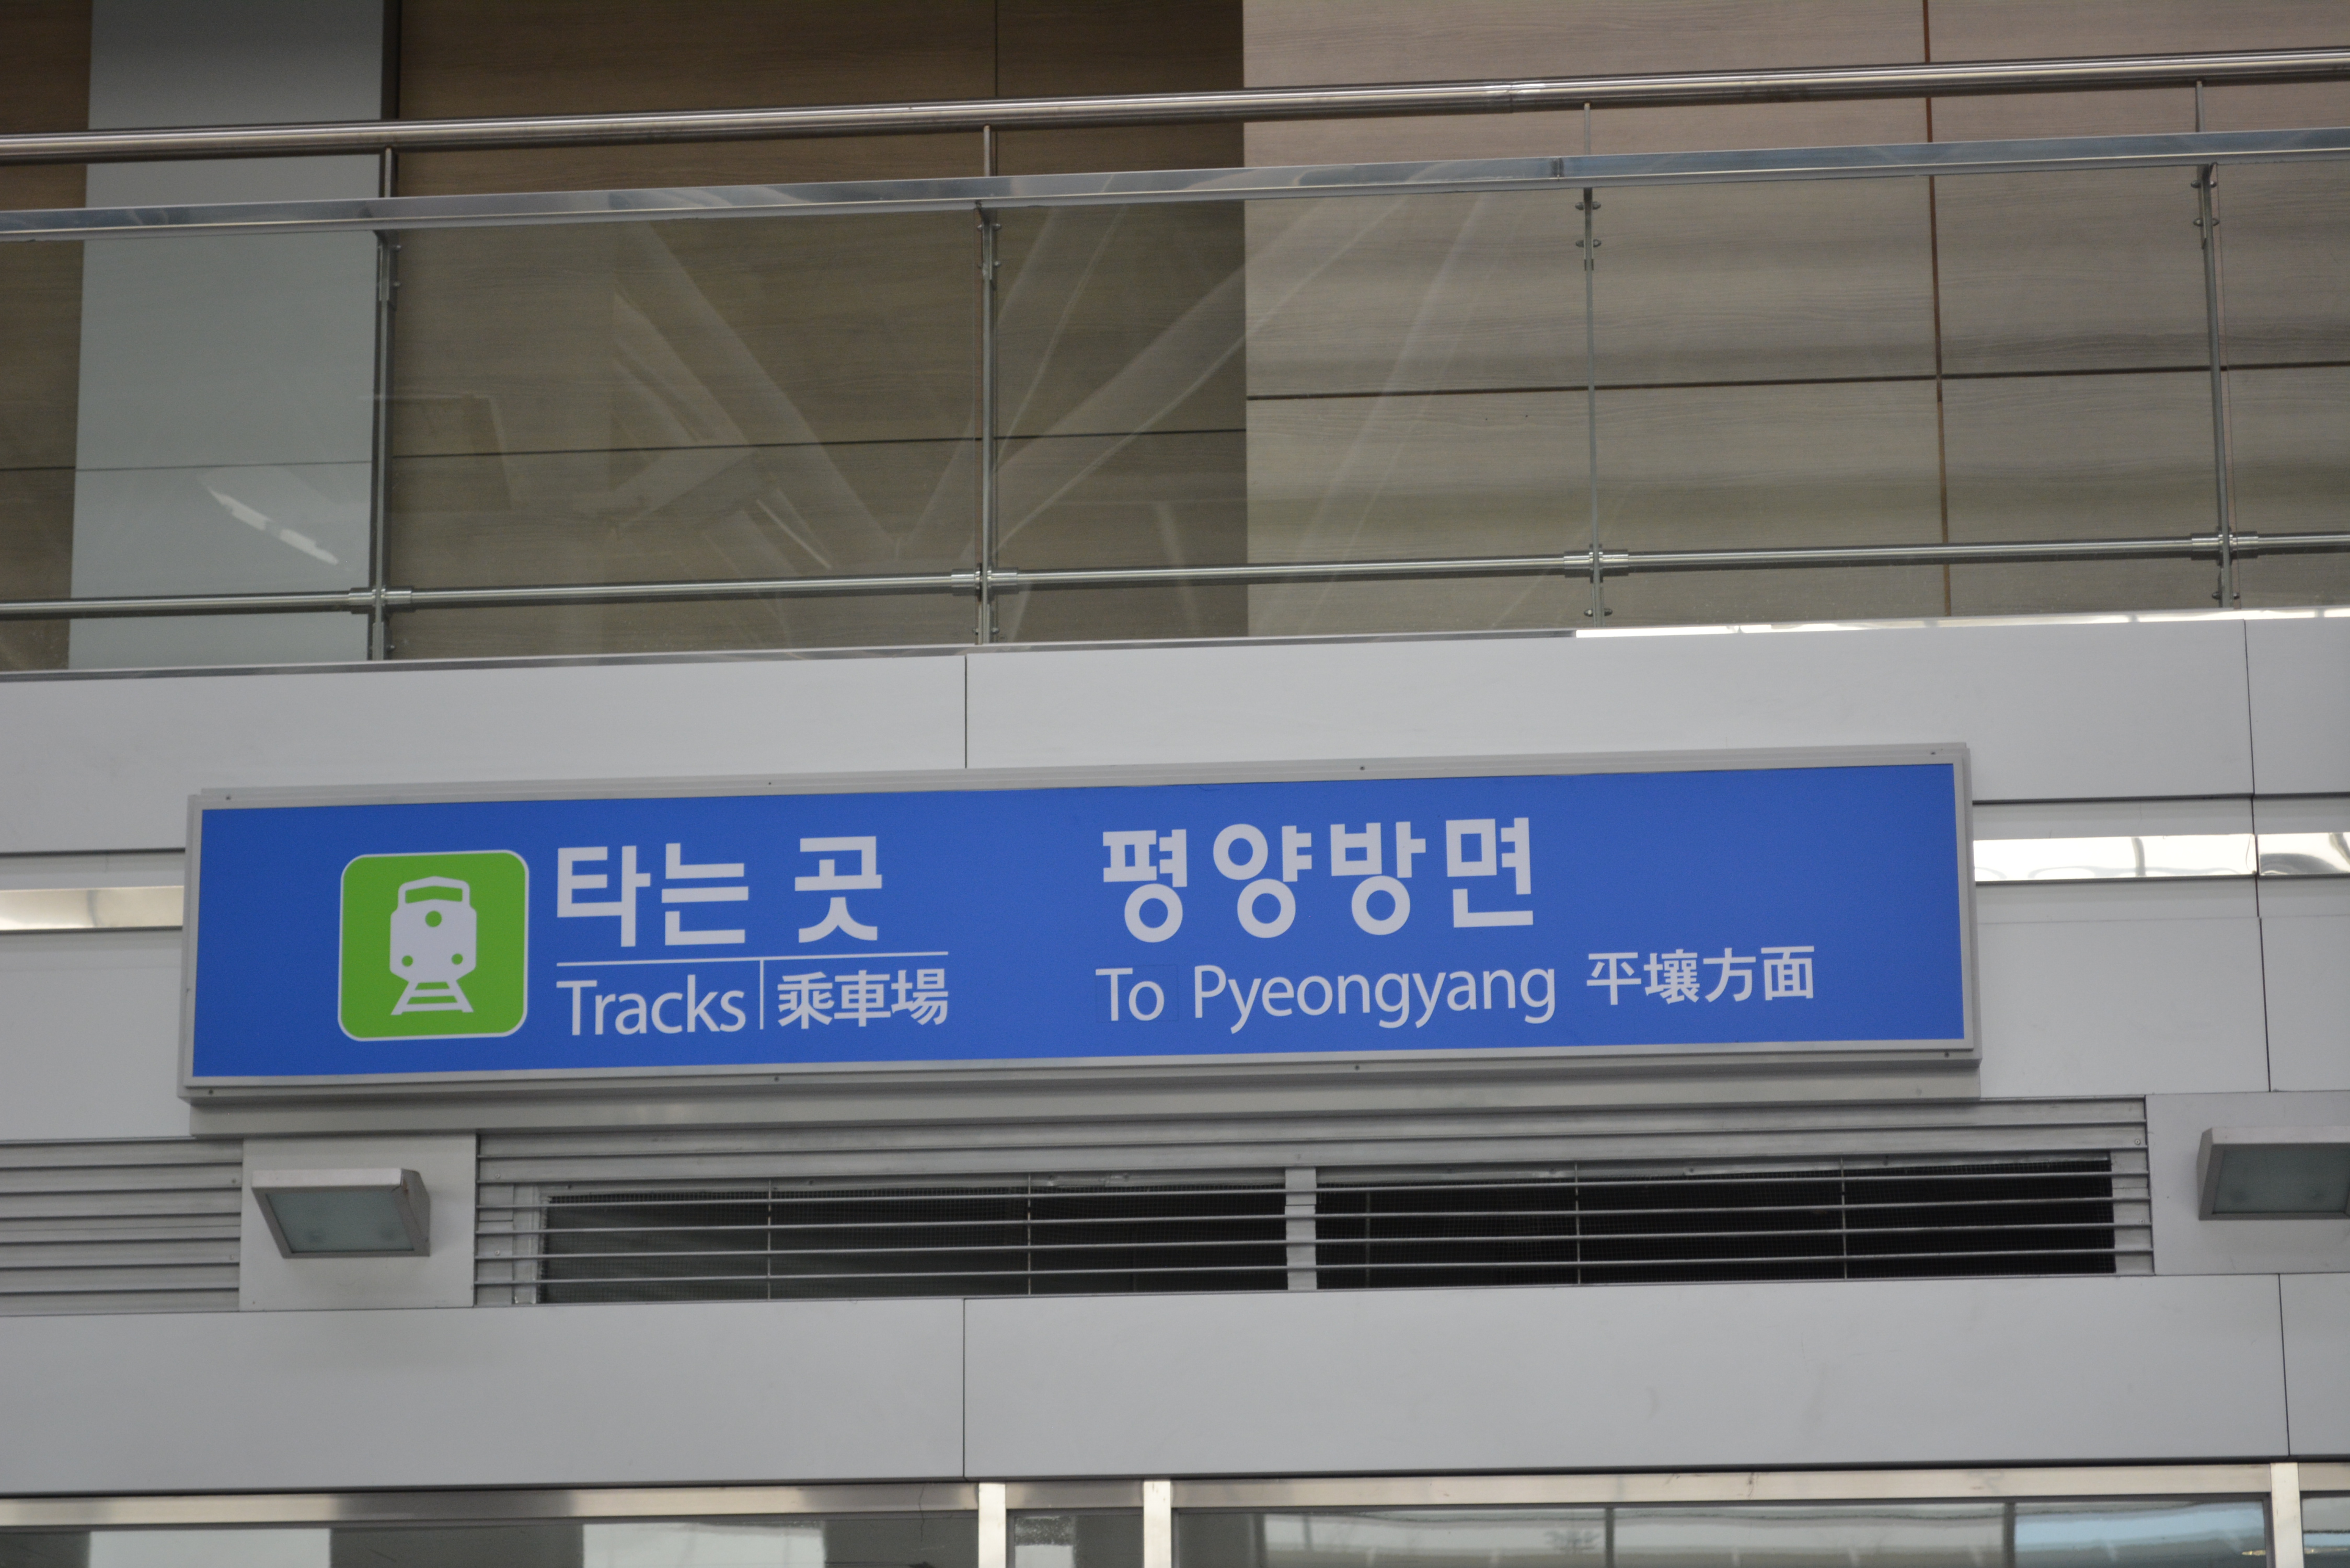 타는 곳
Tracks 乘車場
평양방면
To Pyeongyang 平壤方面